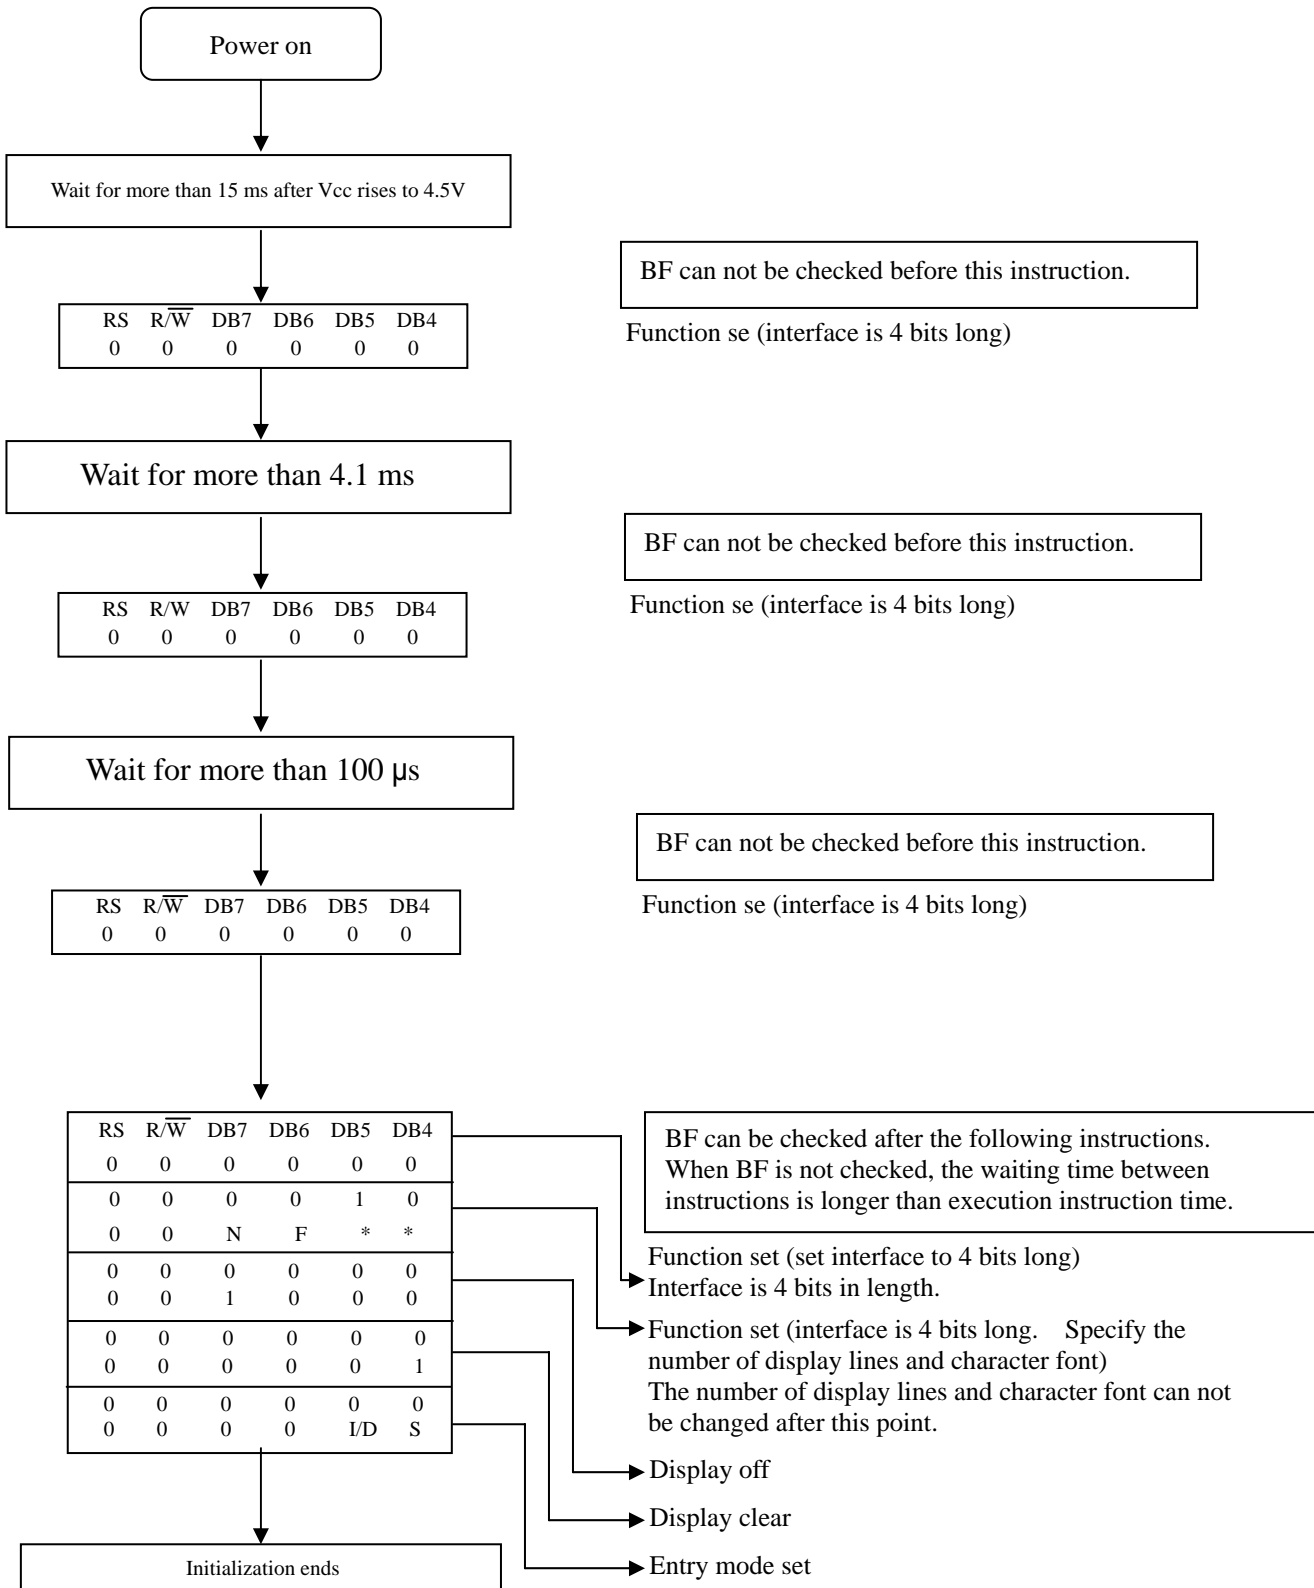 Power on
Wait for more than 15 ms after Vcc rises to 4.5V
BF can not be checked before this instruction.
RS R/W̅ DB7 DB6 DB5 DB4
0 0 0 0 0 0
Function se (interface is 4 bits long)
Wait for more than 4.1 ms
BF can not be checked before this instruction.
RS R/W DB7 DB6 DB5 DB4
0 0 0 0 0 0
Function se (interface is 4 bits long)
Wait for more than 100 μs
BF can not be checked before this instruction.
RS R/W̅ DB7 DB6 DB5 DB4
0 0 0 0 0 0
Function se (interface is 4 bits long)
RS R/W̅ DB7 DB6 DB5 DB4
0 0 0 0 0 0
0 0 0 0 1 0
0 0 N F * *
0 0 0 0 0 0
0 0 1 0 0 0
0 0 0 0 0 0
0 0 0 0 0 1
0 0 0 0 0 0
0 0 0 0 I/D S
BF can be checked after the following instructions.
When BF is not checked, the waiting time between
instructions is longer than execution instruction time.
Function set (set interface to 4 bits long)
Interface is 4 bits in length.
Function set (interface is 4 bits long. Specify the
number of display lines and character font)
The number of display lines and character font can not
be changed after this point.
Display off
Display clear
Entry mode set
Initialization ends